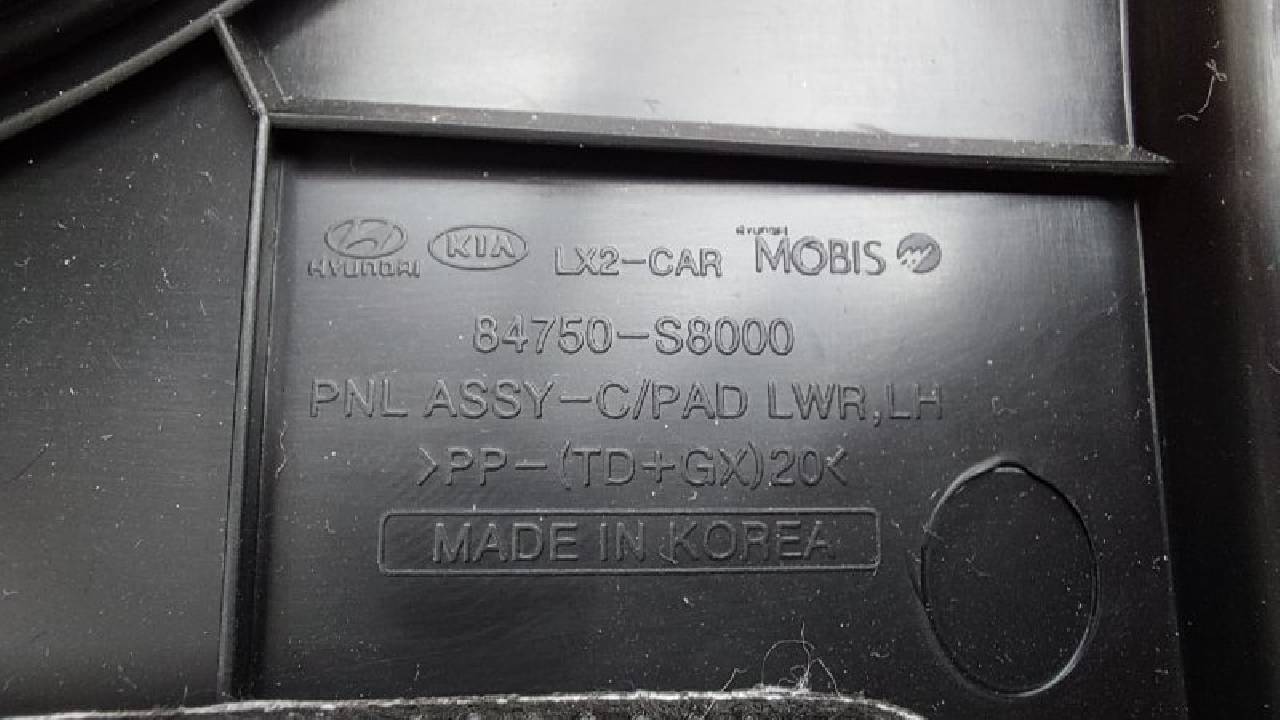 HYUNDAI KIA LX2-CAR HYUNDAI MOBIS
84750-S8000
PNL ASSY-C/PAD LWR,LH
>PP-(TD+GX)20<
MADE IN KOREA